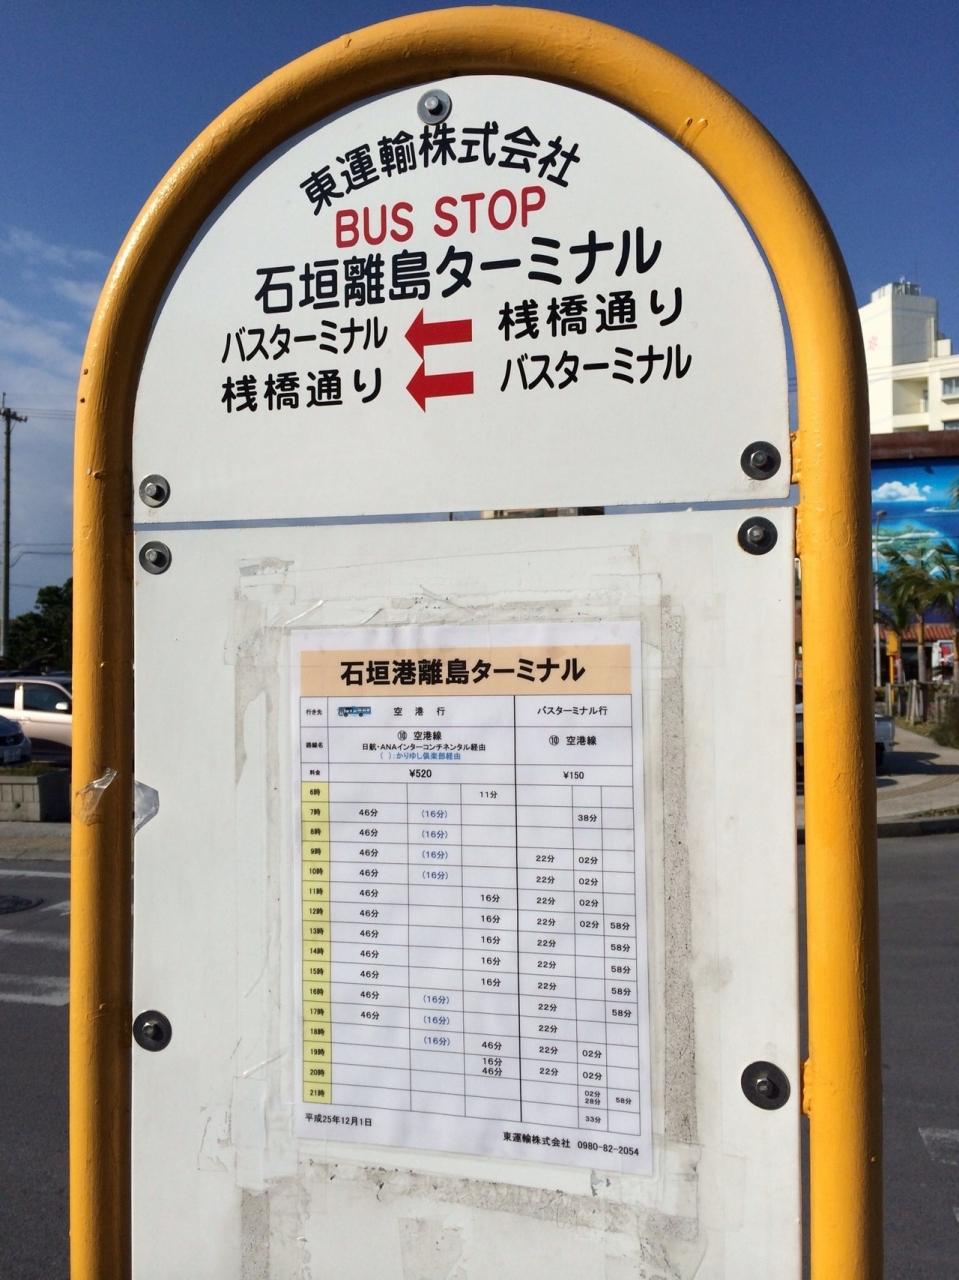 東運輸株式会社
BUS STOP
石垣離島ターミナル
バスターミナル 桟橋通り
桟橋通り バスターミナル
石垣港離島ターミナル
行き先 空港行 バスターミナル行
路線名 ⑩ 空港線 ⑩ 空港線
日航・ANAインターコンチネンタル経由
( ):かりゆし倶楽部経由
料金 ¥520 ¥150
6時 11分
7時 46分 (16分) 38分
8時 46分 (16分)
9時 46分 (16分) 22分 02分
10時 46分 (16分) 22分 02分
11時 46分 16分 22分 02分
12時 46分 16分 22分 02分 58分
13時 46分 16分 22分 58分
14時 46分 16分 22分 58分
15時 46分 16分 22分 58分
16時 46分 (16分) 22分 58分
17時 46分 (16分) 22分
18時 (16分) 46分 22分 02分
19時 16分 46分 22分 02分
20時 02分 28分 58分
21時 33分
平成25年12月1日
東運輸株式会社 0980-82-2054